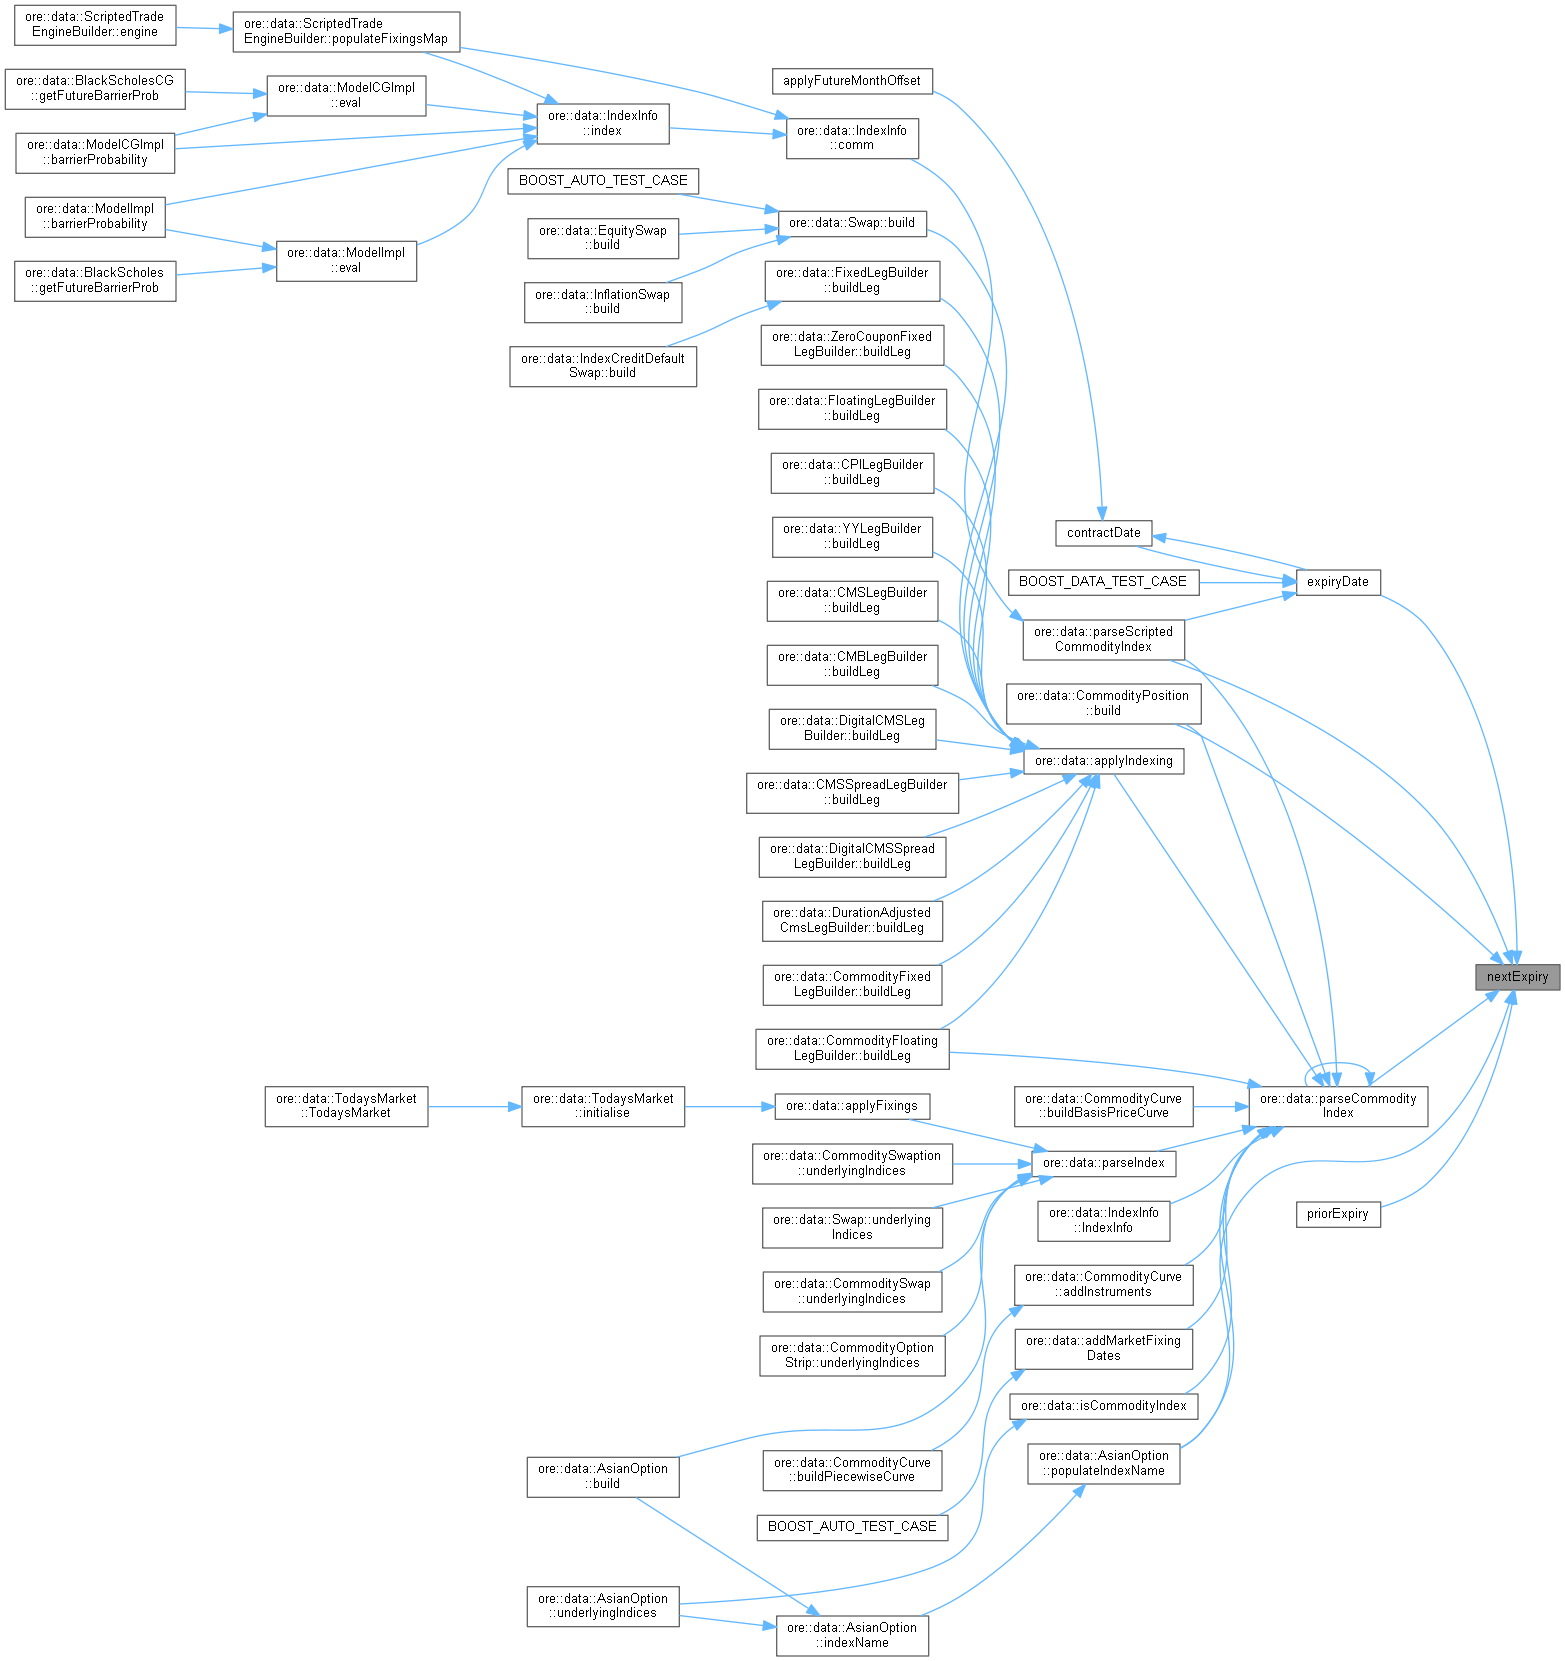 ore::data::ScriptedTrade
EngineBuilder::engine
ore::data::ScriptedTrade
EngineBuilder::populateFixingsMap
ore::data::BlackScholesCG
::getFutureBarrierProb
ore::data::ModelCGImpl
::eval
ore::data::ModelCGImpl
::barrierProbability
ore::data::IndexInfo
::index
ore::data::ModelImpl
::barrierProbability
ore::data::ModelImpl
::eval
ore::data::BlackScholes
::getFutureBarrierProb
applyFutureMonthOffset
ore::data::IndexInfo
::comm
BOOST_AUTO_TEST_CASE
ore::data::Swap::build
ore::data::EquitySwap
::build
ore::data::InflationSwap
::build
ore::data::FixedLegBuilder
::buildLeg
ore::data::IndexCreditDefault
Swap::build
ore::data::ZeroCouponFixed
LegBuilder::buildLeg
ore::data::FloatingLegBuilder
::buildLeg
ore::data::CPILegBuilder
::buildLeg
ore::data::YYLegBuilder
::buildLeg
ore::data::CMSLegBuilder
::buildLeg
ore::data::CMBLegBuilder
::buildLeg
ore::data::DigitalCMSLeg
Builder::buildLeg
ore::data::CMSSpreadLegBuilder
::buildLeg
ore::data::DigitalCMSSpread
LegBuilder::buildLeg
ore::data::DurationAdjusted
CmsLegBuilder::buildLeg
ore::data::CommodityFixed
LegBuilder::buildLeg
ore::data::CommodityFloating
LegBuilder::buildLeg
contractDate
BOOST_DATA_TEST_CASE
expiryDate
ore::data::parseScripted
CommodityIndex
ore::data::CommodityPosition
::build
ore::data::applyIndexing
nextExpiry
ore::data::parseCommodity
Index
ore::data::TodaysMarket
::TodaysMarket
ore::data::TodaysMarket
::initialise
ore::data::applyFixings
ore::data::CommodityCurve
::buildBasisPriceCurve
ore::data::CommoditySwaption
::underlyingIndices
ore::data::parseIndex
ore::data::Swap::underlying
Indices
ore::data::IndexInfo
::IndexInfo
priorExpiry
ore::data::CommoditySwap
::underlyingIndices
ore::data::CommodityCurve
::addInstruments
ore::data::CommodityOption
Strip::underlyingIndices
ore::data::addMarketFixing
Dates
ore::data::isCommodityIndex
ore::data::AsianOption
::build
ore::data::CommodityCurve
::buildPiecewiseCurve
ore::data::AsianOption
::populateIndexName
BOOST_AUTO_TEST_CASE
ore::data::AsianOption
::underlyingIndices
ore::data::AsianOption
::indexName